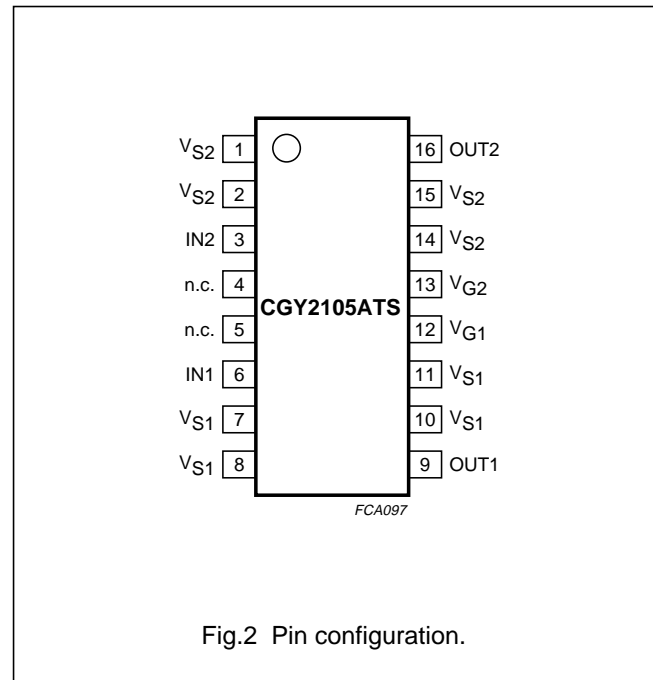 VS2 1 16 OUT2
VS2 2 15 VS2
IN2 3 14 VS2
n.c. 4 13 VG2
CGY2105ATS
n.c. 5 12 VG1
IN1 6 11 VS1
VS1 7 10 VS1
VS1 8 9 OUT1
FCA097
Fig.2 Pin configuration.